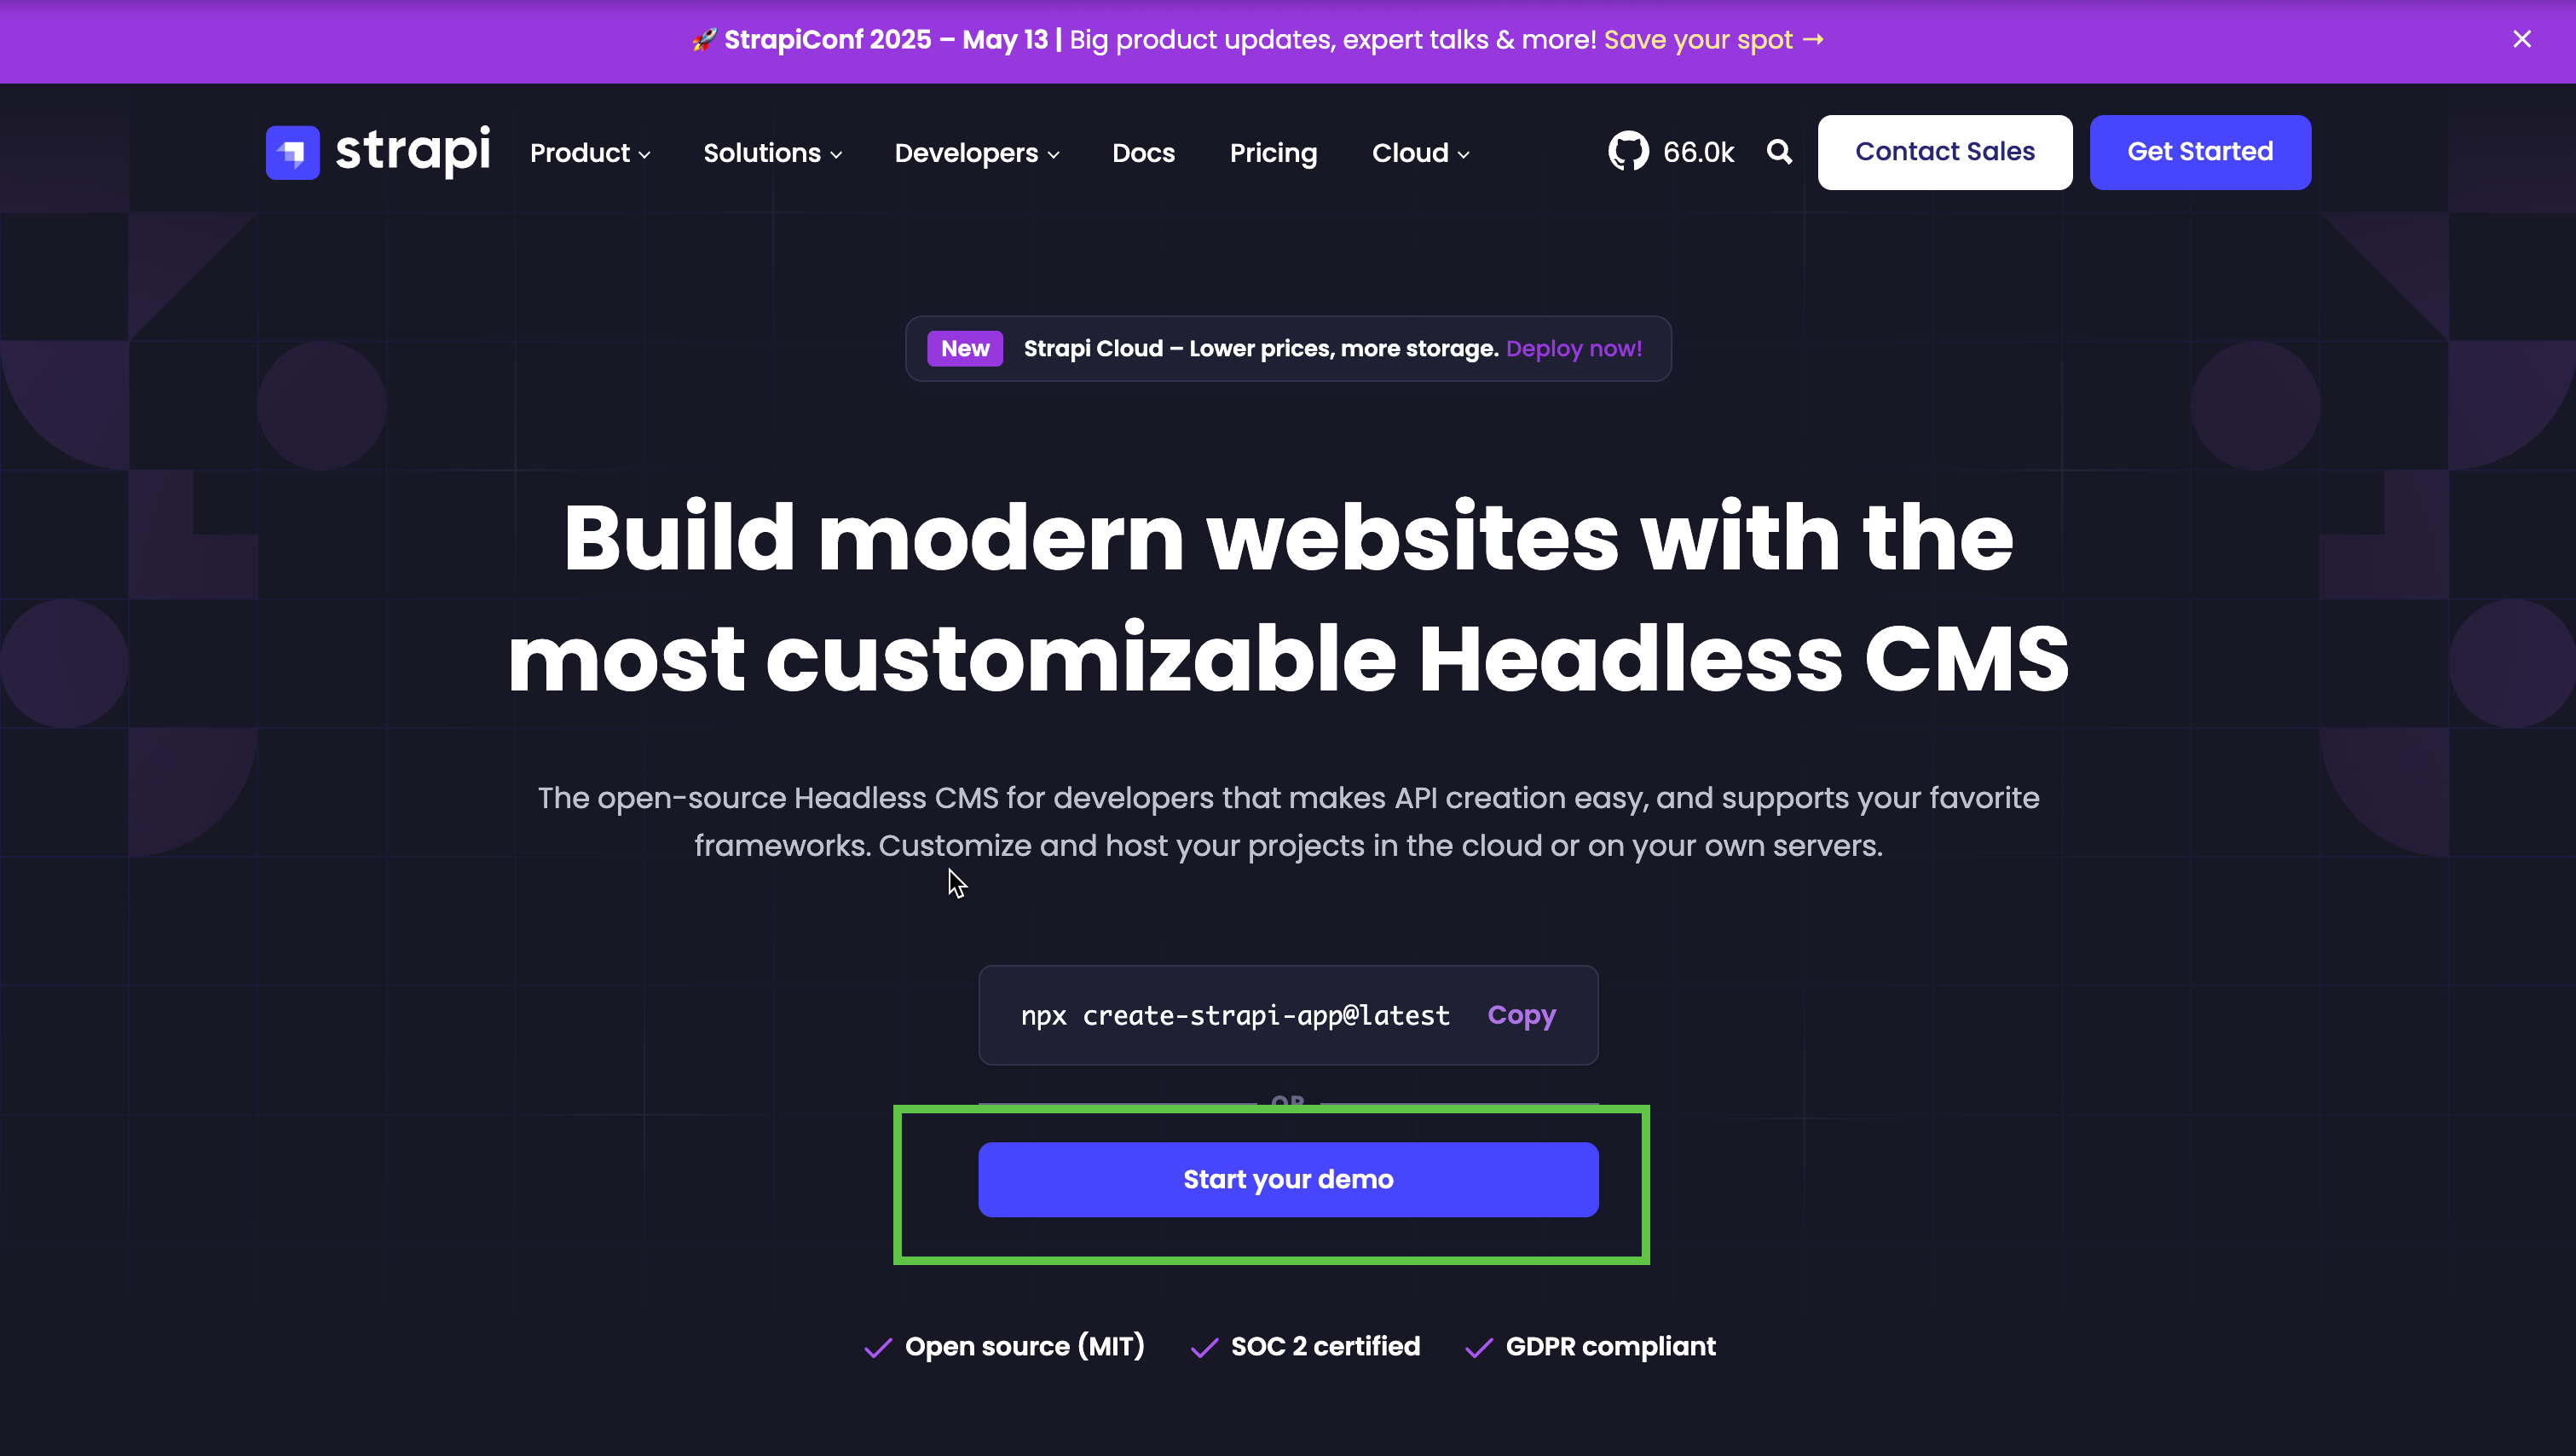 🚀 StrapiConf 2025 – May 13 | Big product updates, expert talks & more! Save your spot →
strapi Product Solutions Developers Docs Pricing Cloud 66.0k Contact Sales Get Started
New Strapi Cloud – Lower prices, more storage. Deploy now!
Build modern websites with the
most customizable Headless CMS
The open-source Headless CMS for developers that makes API creation easy, and supports your favorite
frameworks. Customize and host your projects in the cloud or on your own servers.
npx create-strapi-app@latest Copy
OR
Start your demo
Open source (MIT) SOC 2 certified GDPR compliant